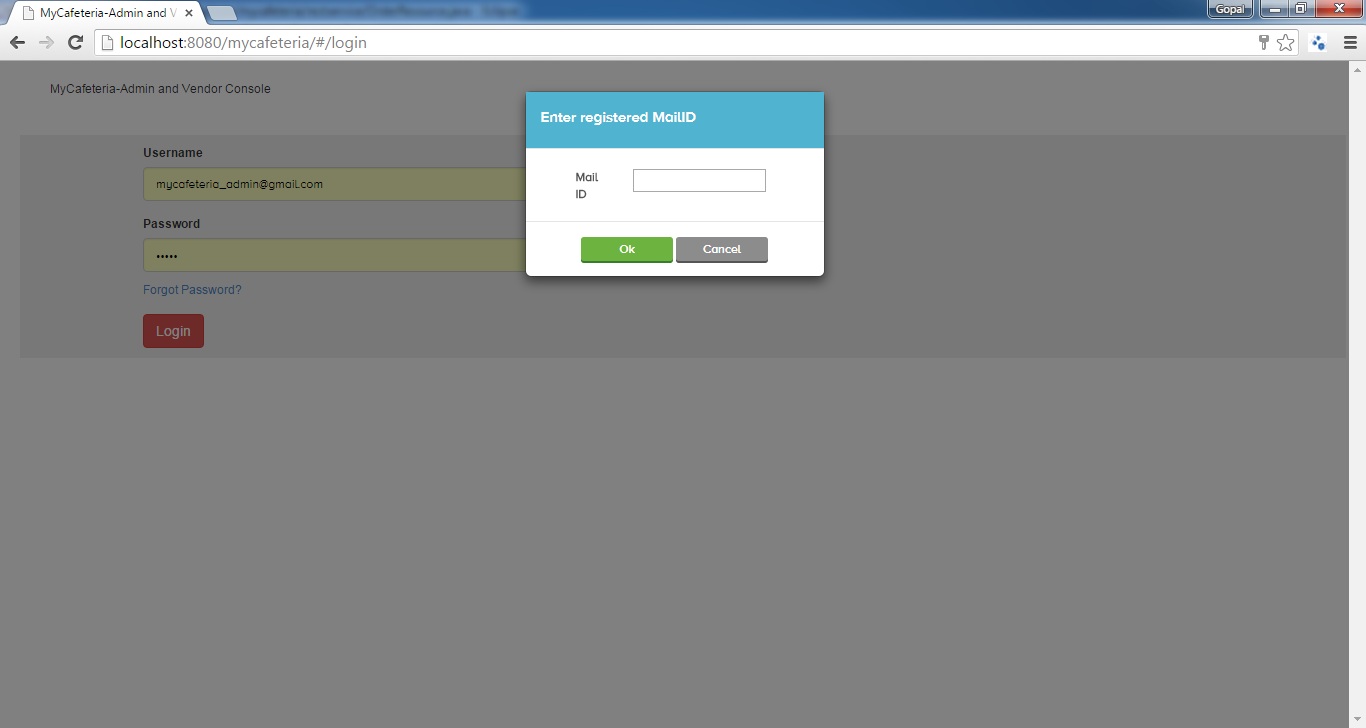 MyCafeteria-Admin and V
Gopal
localhost:8080/mycafeteria/#/login
MyCafeteria-Admin and Vendor Console
Enter registered MailID
Mail
ID
Ok
Cancel
Username
mycafeteria_admin@gmail.com
Password
•••••
Forgot Password?
Login